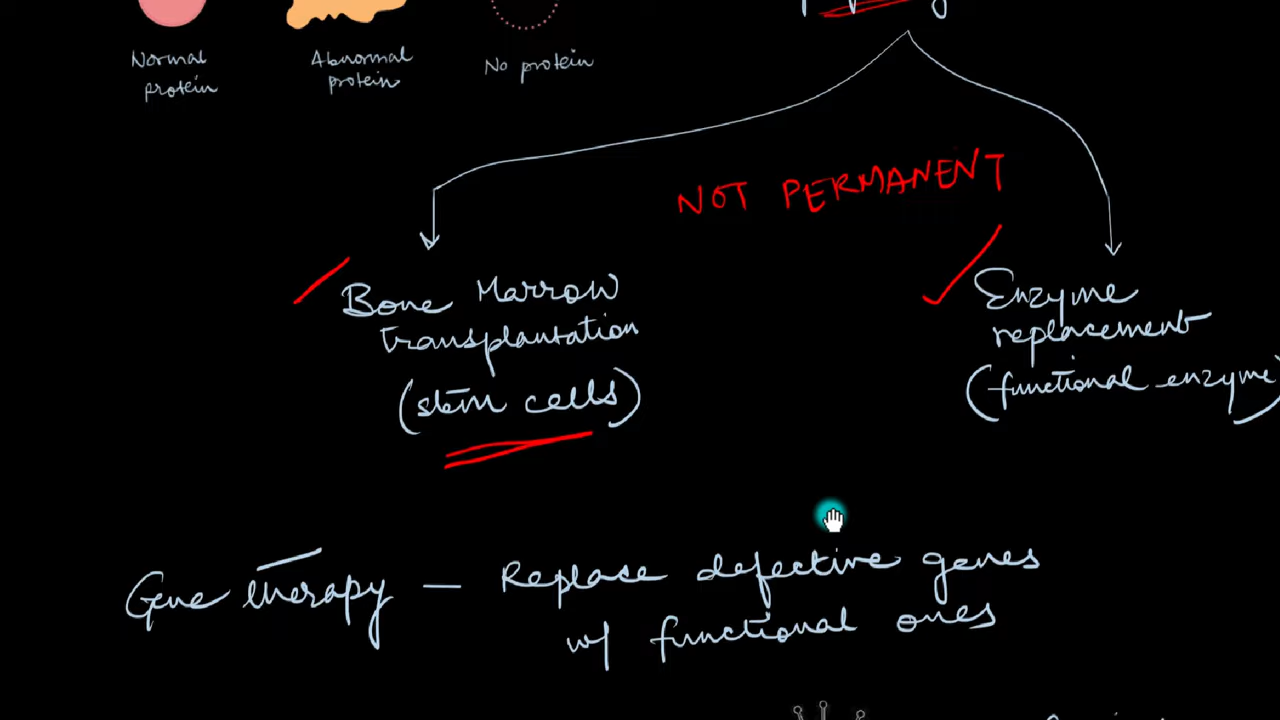 Normal
protein
Abnormal
protein
No protein
NOT PERMANENT
Bone Marrow
transplantation
(stem cells)
Enzyme
replacement
(functional enzyme)
Gene therapy — Replace defective genes
w/ functional ones